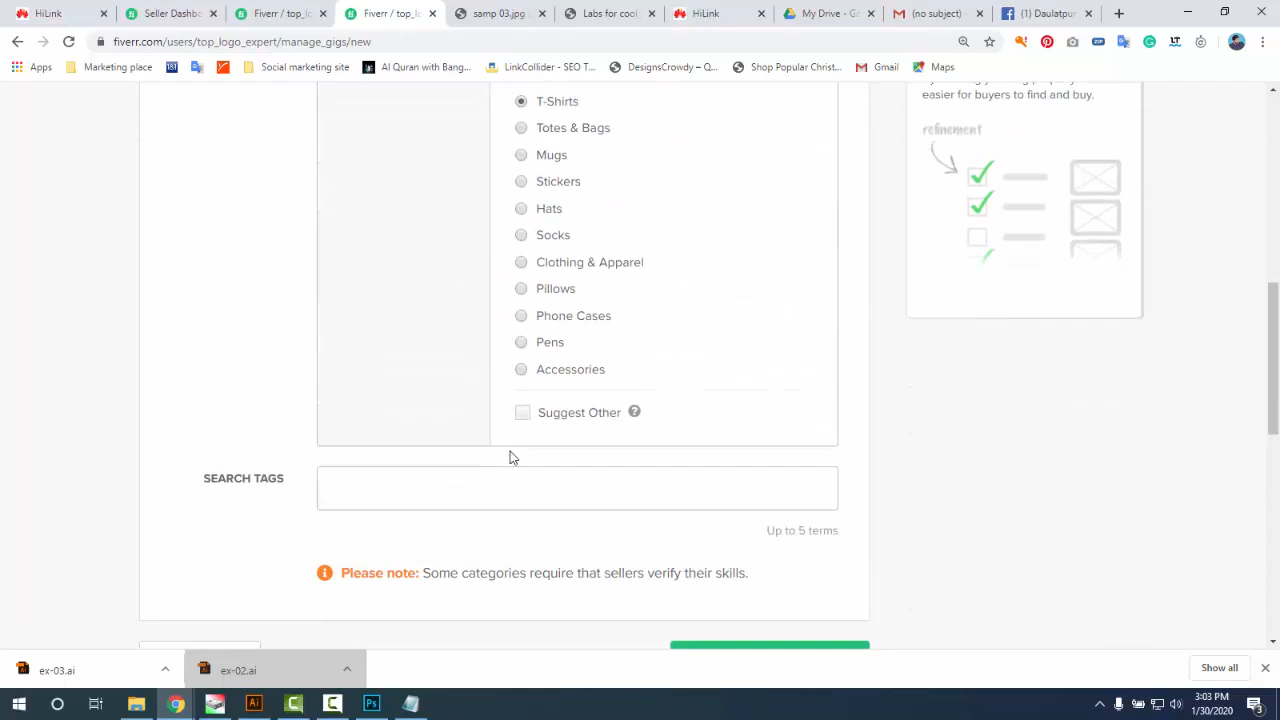 HiLink
Seller Dashboard
Fiverr / top_lo
Fiverr / top_lo
samp 03.jpg
Labs for cool
HiLink
My Drive - Go
(no subject)
(1) Daulatpur
fiverr.com/users/top_logo_expert/manage_gigs/new
Apps
Marketing place
Social marketing site
Al Quran with Bang...
LinkCollider - SEO T...
DesignsCrowdy – Q...
Shop Popular Christ...
Gmail
Maps
easier for buyers to find and buy.
refinement
T-Shirts
Totes & Bags
Mugs
Stickers
Hats
Socks
Clothing & Apparel
Pillows
Phone Cases
Pens
Accessories
Suggest Other ?
SEARCH TAGS
Up to 5 terms
Please note: Some categories require that sellers verify their skills.
ex-03.ai
ex-02.ai
Show all
3:03 PM
1/30/2020